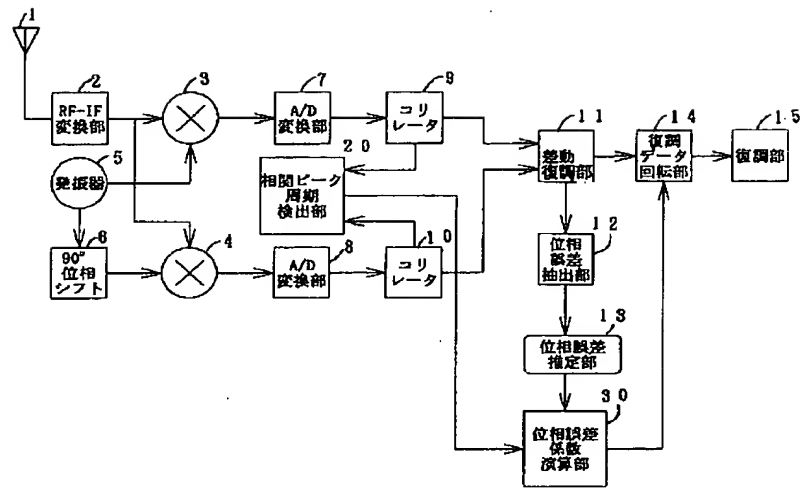 1
2
RF-IF
変換部
3
7
A/D
変換部
9
コリ
レータ
5
発振器
20
相関ピータ
周期
検出部
11
差動
復調部
14
復調
データ
回転部
15
復調部
6
90°
位相
シフト
4
8
A/D
変換部
10
コリ
レータ
12
位相
誤差
抽出部
13
位相誤差
推定部
30
位相誤差
係数
演算部